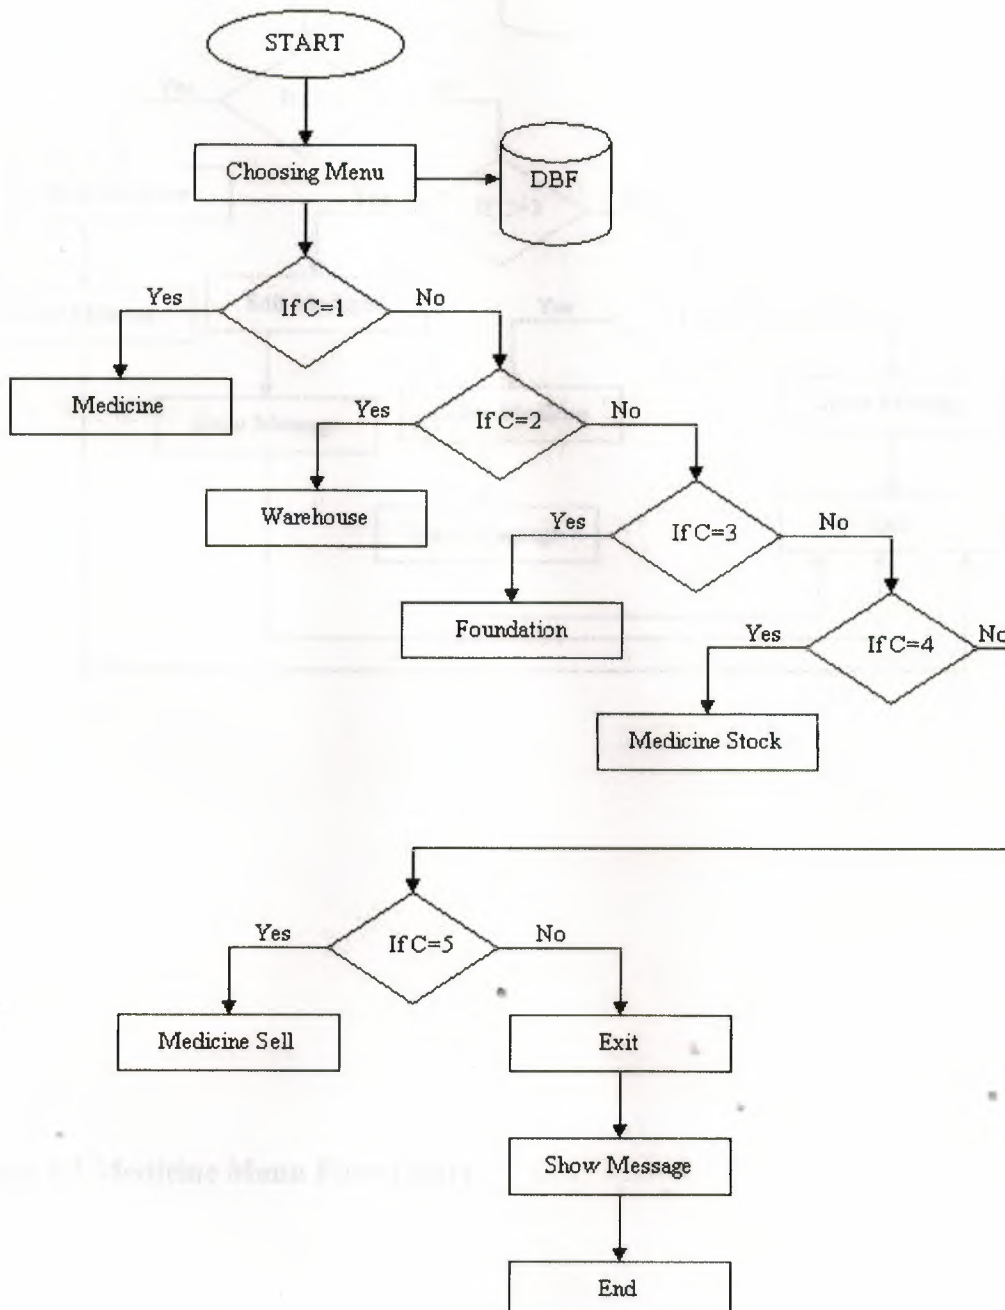 START
Choosing Menu
DBF
If C=1
Yes
No
Medicine
If C=2
Yes
No
Warehouse
If C=3
Yes
No
Foundation
If C=4
Yes
No
Medicine Stock
If C=5
Yes
No
Medicine Sell
Exit
Show Message
End